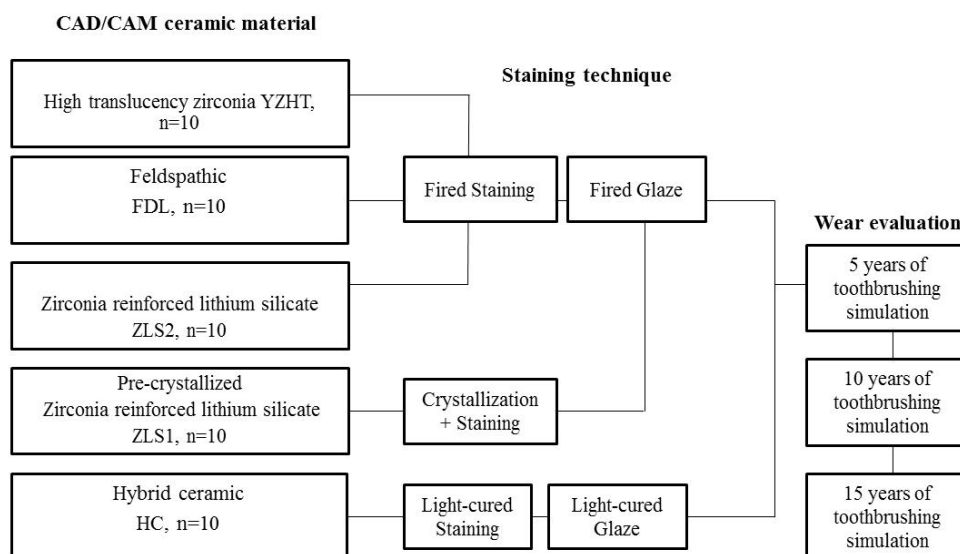 CAD/CAM ceramic material
Staining technique
High translucency zirconia YZHT,
n=10
Feldspathic
FDL, n=10
Fired Staining
Fired Glaze
Wear evaluation
5 years of
toothbrushing
simulation
Zirconia reinforced lithium silicate
ZLS2, n=10
Pre-crystallized
Zirconia reinforced lithium silicate
ZLS1, n=10
Crystallization
+ Staining
10 years of
toothbrushing
simulation
Hybrid ceramic
HC, n=10
Light-cured
Staining
Light-cured
Glaze
15 years of
toothbrushing
simulation